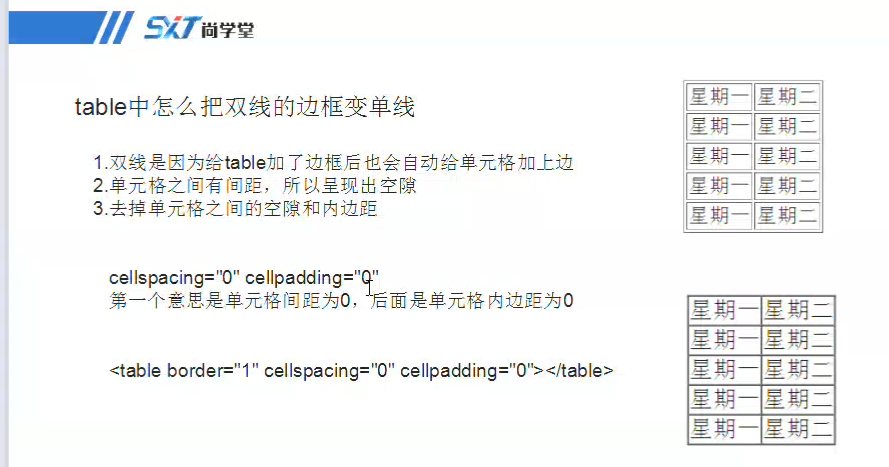 SXT尚学堂
table中怎么把双线的边框变单线
1.双线是因为给table加了边框后也会自动给单元格加上边
2.单元格之间有间距，所以呈现出空隙
3.去掉单元格之间的空隙和内边距
cellspacing="0" cellpadding="0"
第一个意思是单元格间距为0，后面是单元格内边距为0
<table border="1" cellspacing="0" cellpadding="0"></table>
星期一 星期二
星期一 星期二
星期一 星期二
星期一 星期二
星期一 星期二
星期一 星期二
星期一 星期二
星期一 星期二
星期一 星期二
星期一 星期二